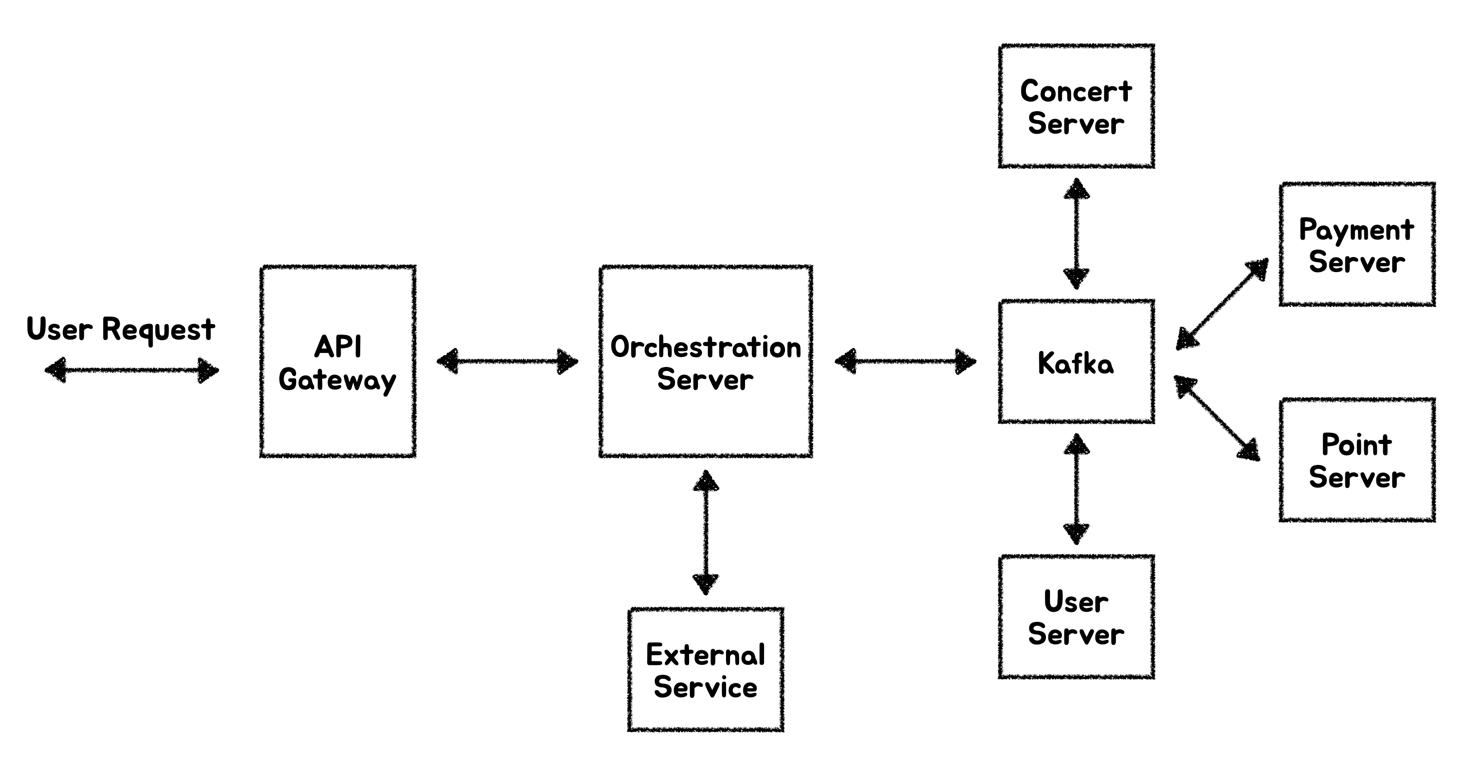 User Request
API
Gateway
Orchestration
Server
External
Service
Concert
Server
Kafka
User
Server
Payment
Server
Point
Server